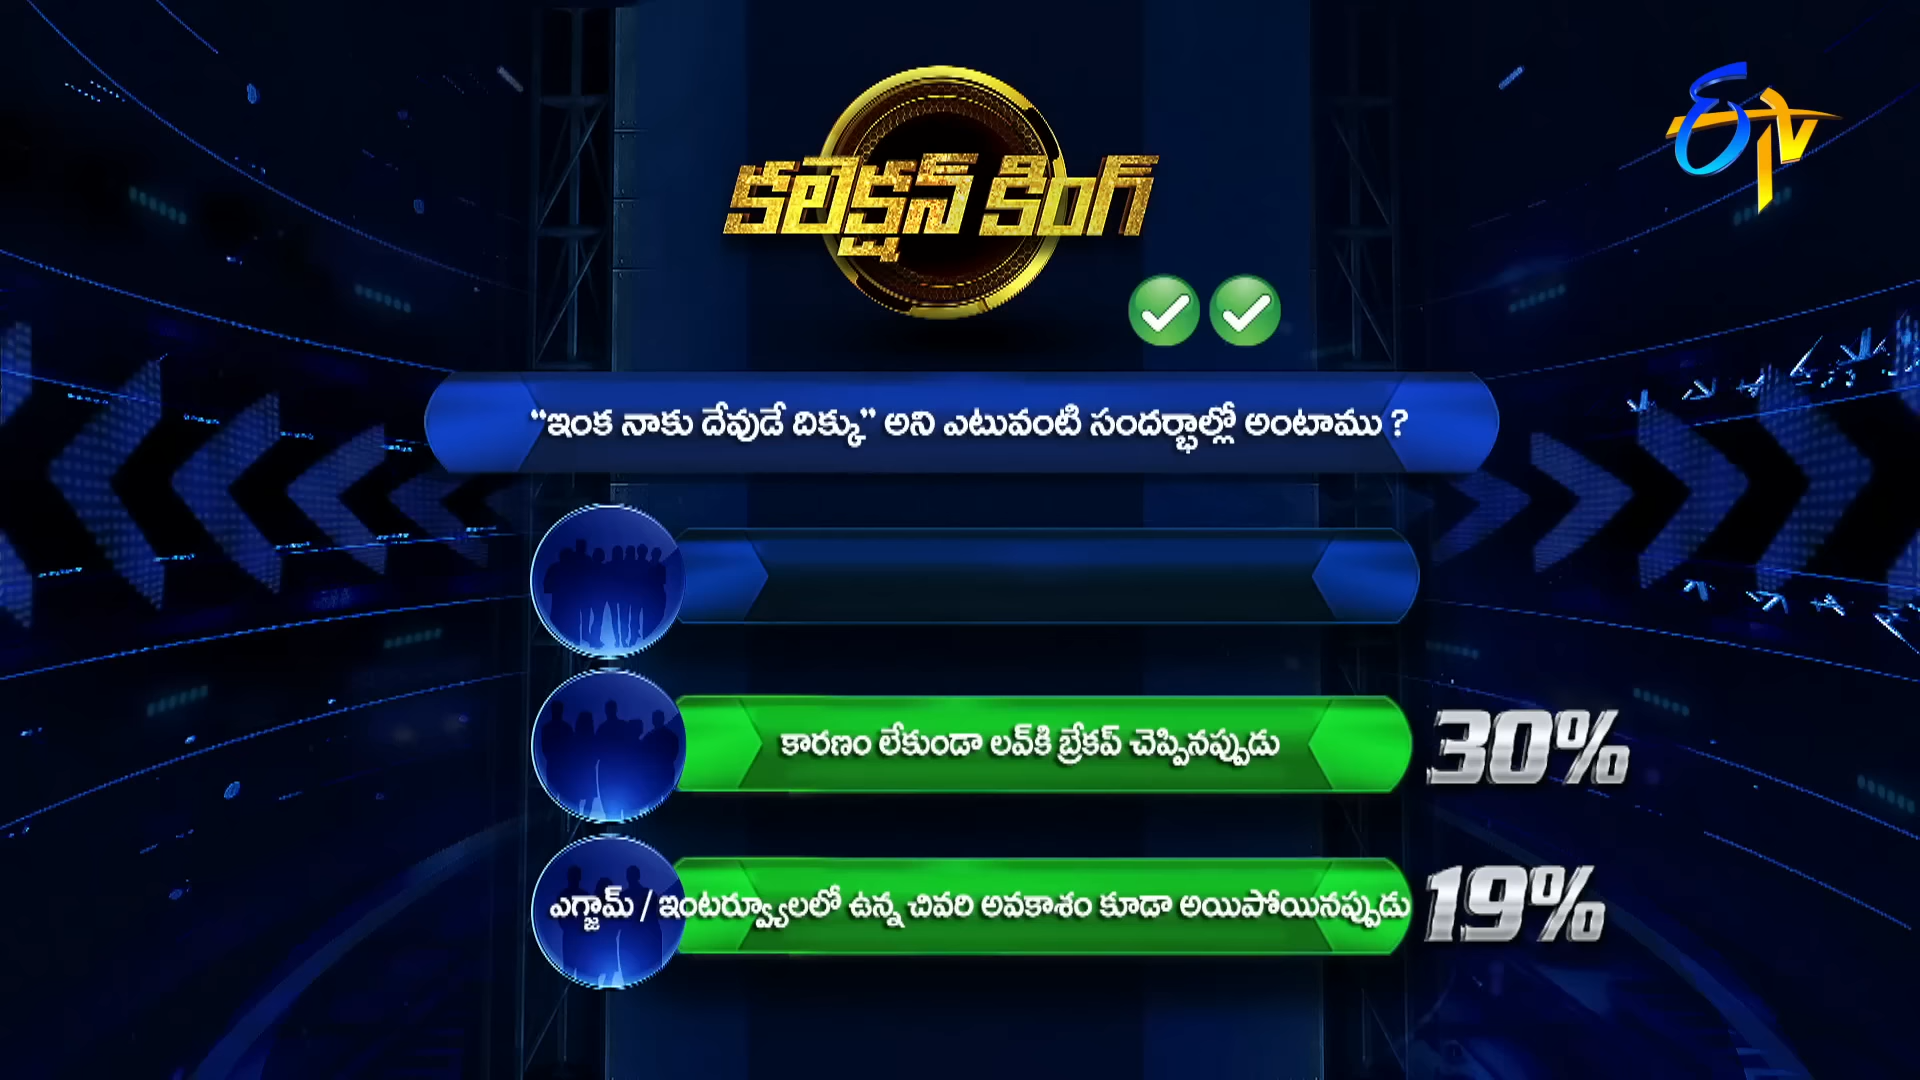 ETV
కలెక్షన్ కింగ్
“ఇంక నాకు దేవుడే దిక్కు” అని ఎటువంటి సందర్భాల్లో అంటాము ?
కారణం లేకుండా లవ్‌కి బ్రేకప్ చెప్పినప్పుడు
30%
ఎగ్జామ్ / ఇంటర్వ్యూలలో ఉన్న చివరి అవకాశం కూడా అయిపోయినప్పుడు
19%